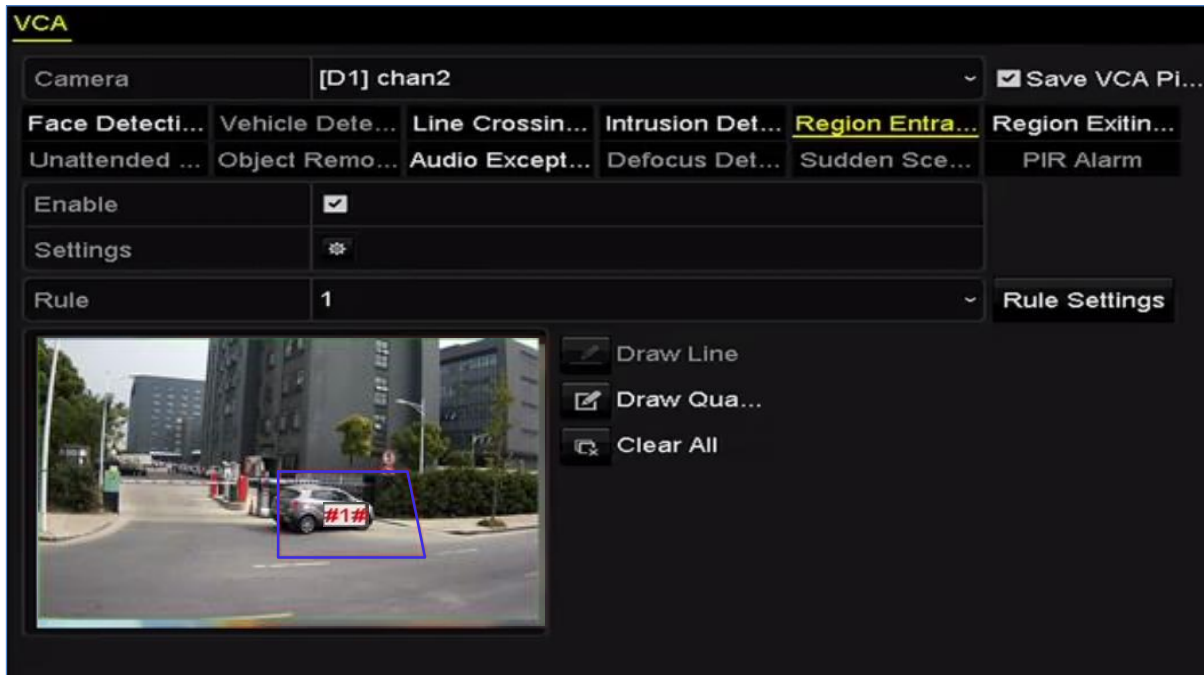 VCA
Camera [D1] chan2 Save VCA Pi...
Face Detecti... Vehicle Dete... Line Crossin... Intrusion Det... Region Entra... Region Exitin...
Unattended ... Object Remo... Audio Except... Defocus Det... Sudden Sce... PIR Alarm
Enable
Settings
Rule 1 Rule Settings
Draw Line
Draw Qua...
Clear All
#1#